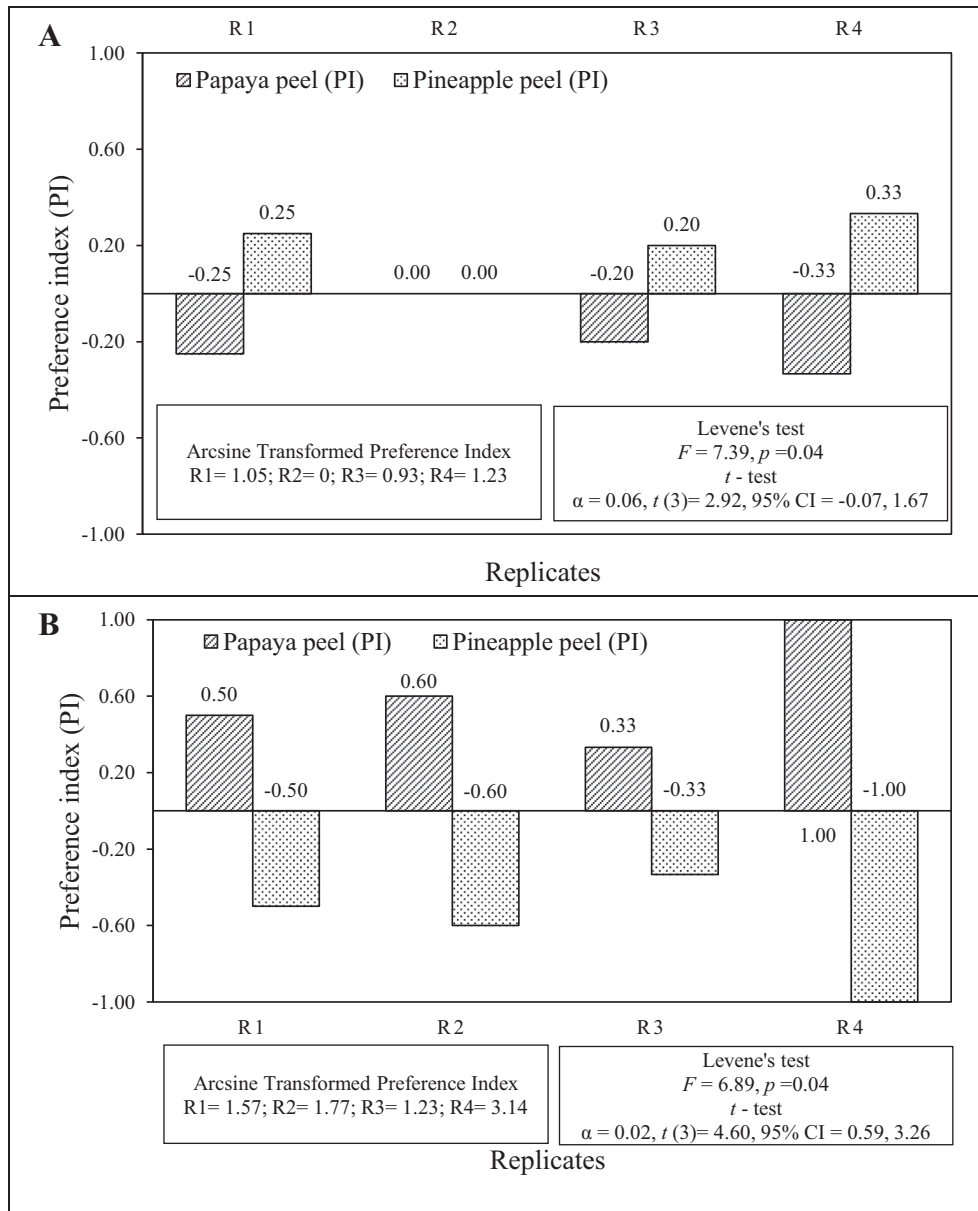 A
R1 R2 R3 R4
1.00
Papaya peel (PI) Pineapple peel (PI)
0.60
0.20
-0.20
-0.60
-1.00
Preference index (PI)
-0.25 0.25 0.00 0.00 -0.20 0.20 -0.33 0.33
Arcsine Transformed Preference Index
R1= 1.05; R2= 0; R3= 0.93; R4= 1.23
Levene's test
F = 7.39, p =0.04
t - test
α = 0.06, t (3)= 2.92, 95% CI = -0.07, 1.67
Replicates
B
1.00
Papaya peel (PI) Pineapple peel (PI)
0.60
0.20
-0.20
-0.60
-1.00
Preference index (PI)
0.50 -0.50 0.60 -0.60 0.33 -0.33 1.00 -1.00
R1 R2 R3 R4
Arcsine Transformed Preference Index
R1= 1.57; R2= 1.77; R3= 1.23; R4= 3.14
Levene's test
F = 6.89, p =0.04
t - test
α = 0.02, t (3)= 4.60, 95% CI = 0.59, 3.26
Replicates